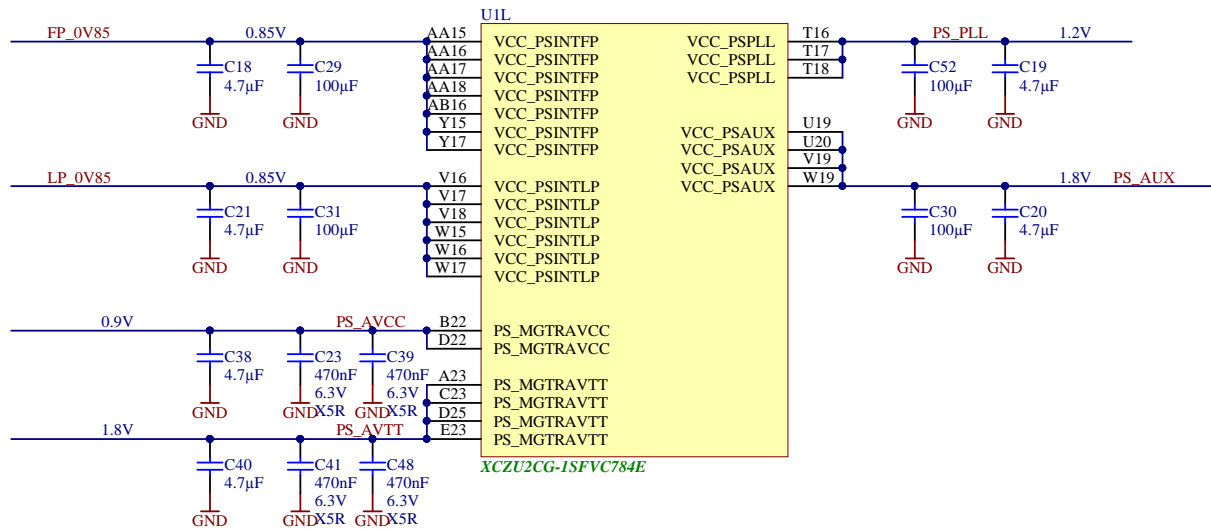 U1L
FP_0V85 0.85V
C18 4.7µF GND
C29 100µF GND
AA15 VCC_PSINTFP
AA16 VCC_PSINTFP
AA17 VCC_PSINTFP
AA18 VCC_PSINTFP
AB16 VCC_PSINTFP
Y15 VCC_PSINTFP
Y17 VCC_PSINTFP
LP_0V85 0.85V
C21 4.7µF GND
C31 100µF GND
V16 VCC_PSINTLP
V17 VCC_PSINTLP
V18 VCC_PSINTLP
W15 VCC_PSINTLP
W16 VCC_PSINTLP
W17 VCC_PSINTLP
0.9V PS_AVCC
C38 4.7µF GND
C23 470nF 6.3V X5R GND
C39 470nF 6.3V X5R GND
B22 PS_MGTRAVCC
D22 PS_MGTRAVCC
A23 PS_MGTRAVTT
C23 PS_MGTRAVTT
D25 PS_MGTRAVTT
E23 PS_MGTRAVTT
1.8V PS_AVTT
C40 4.7µF GND
C41 470nF 6.3V X5R GND
C48 470nF 6.3V X5R GND
VCC_PSPLL T16
VCC_PSPLL T17
VCC_PSPLL T18
PS_PLL 1.2V
C52 100µF GND
C19 4.7µF GND
VCC_PSAUX U19
VCC_PSAUX U20
VCC_PSAUX V19
VCC_PSAUX W19
1.8V PS_AUX
C30 100µF GND
C20 4.7µF GND
XCZU2CG-1SFVC784E